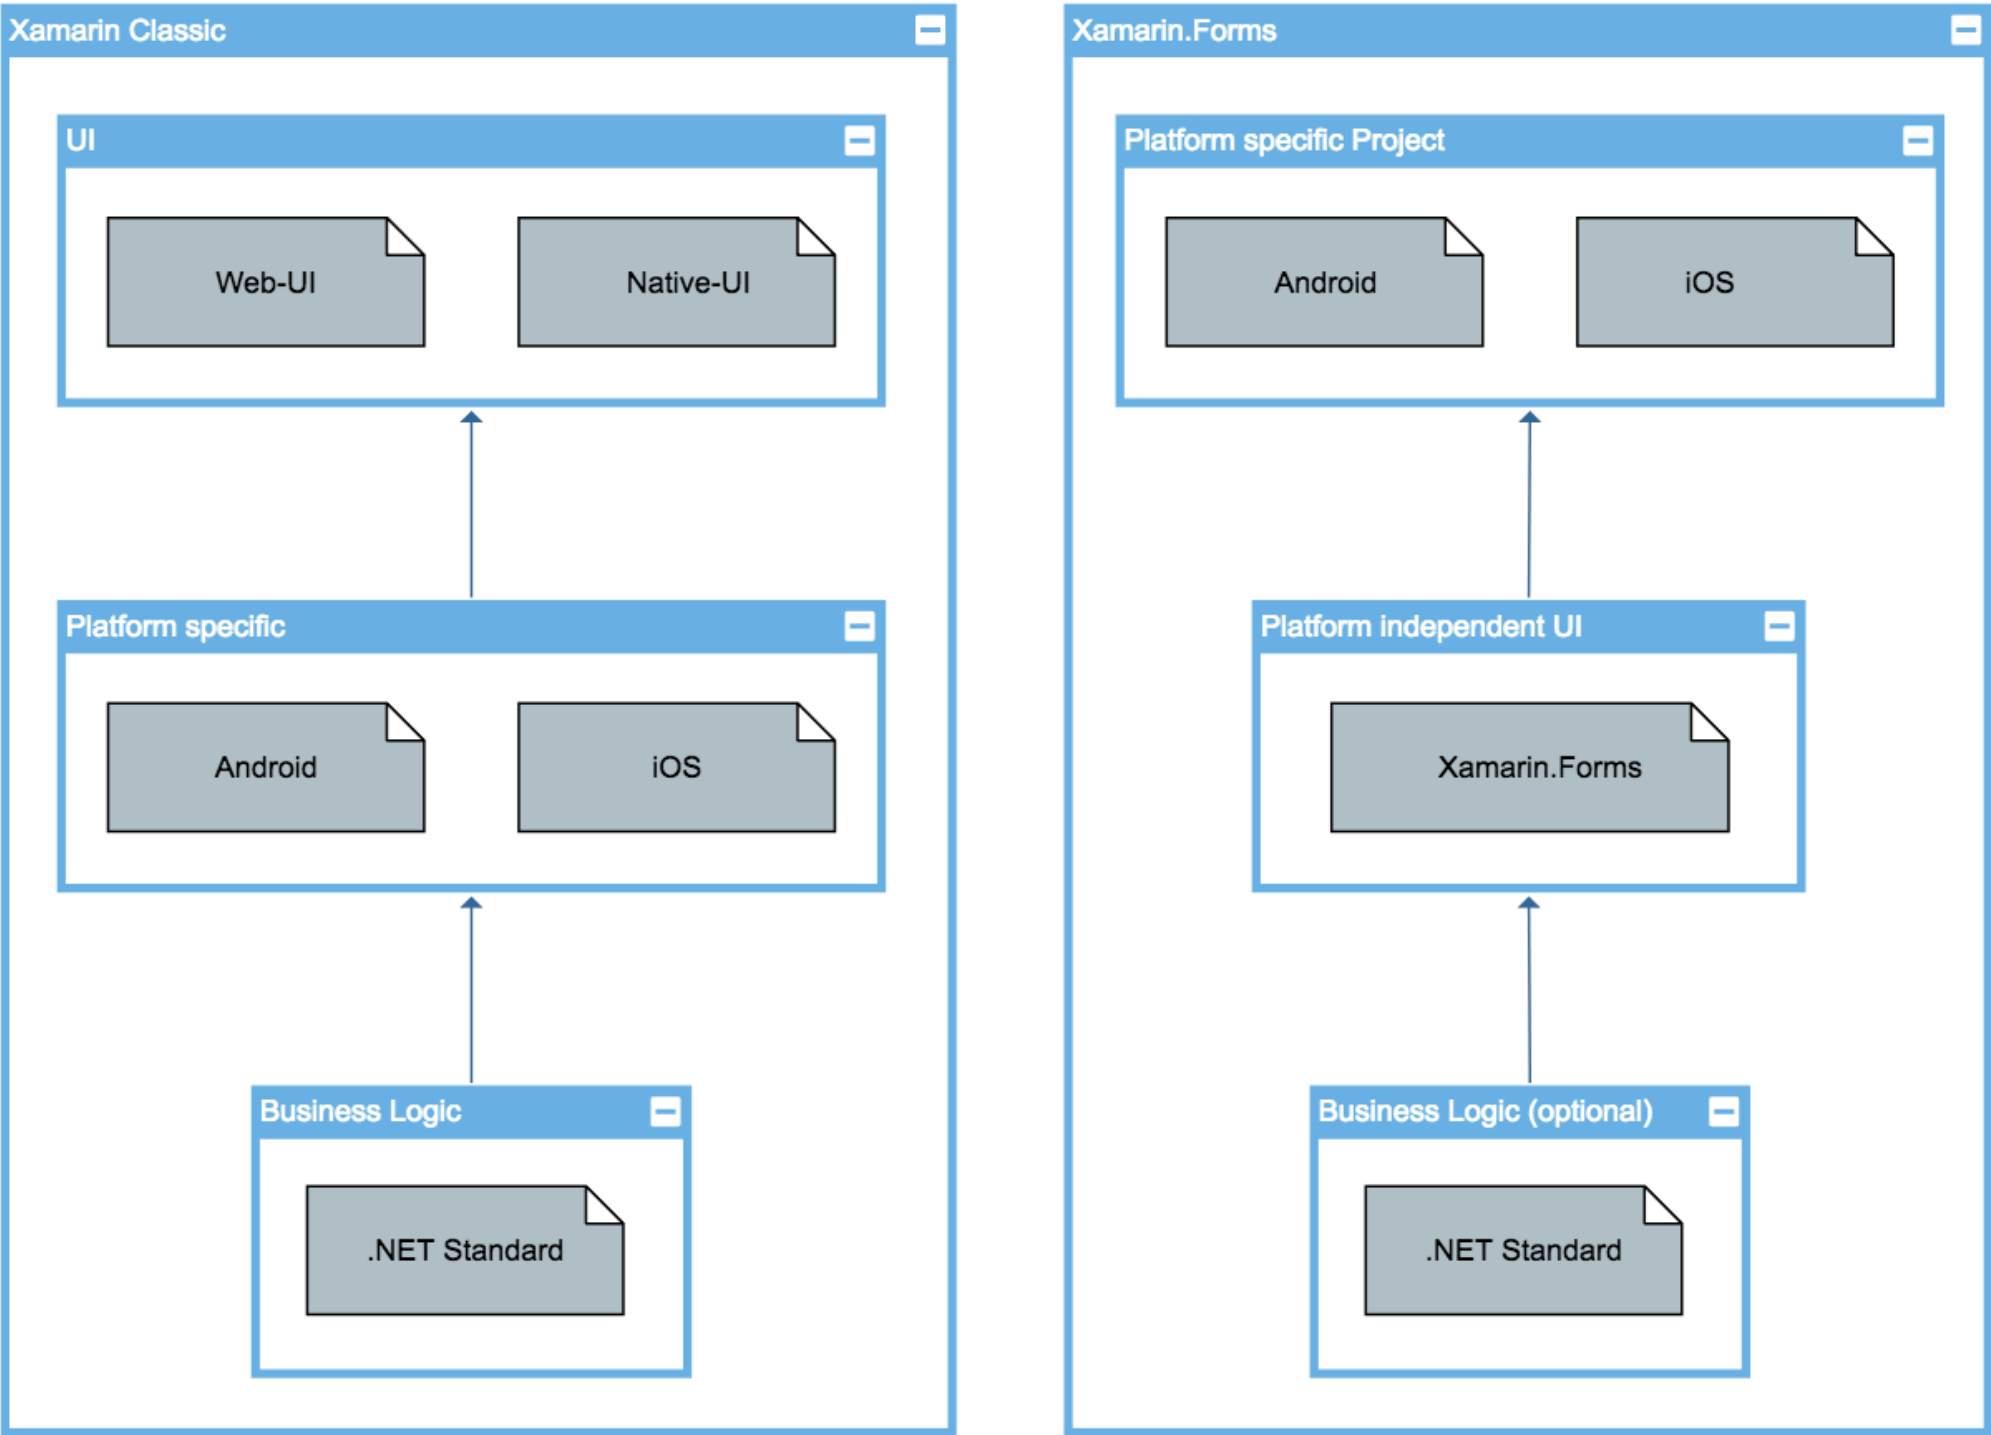 Xamarin Classic
UI
Web-UI
Native-UI
Platform specific
Android
iOS
Business Logic
.NET Standard
Xamarin.Forms
Platform specific Project
Android
iOS
Platform independent UI
Xamarin.Forms
Business Logic (optional)
.NET Standard